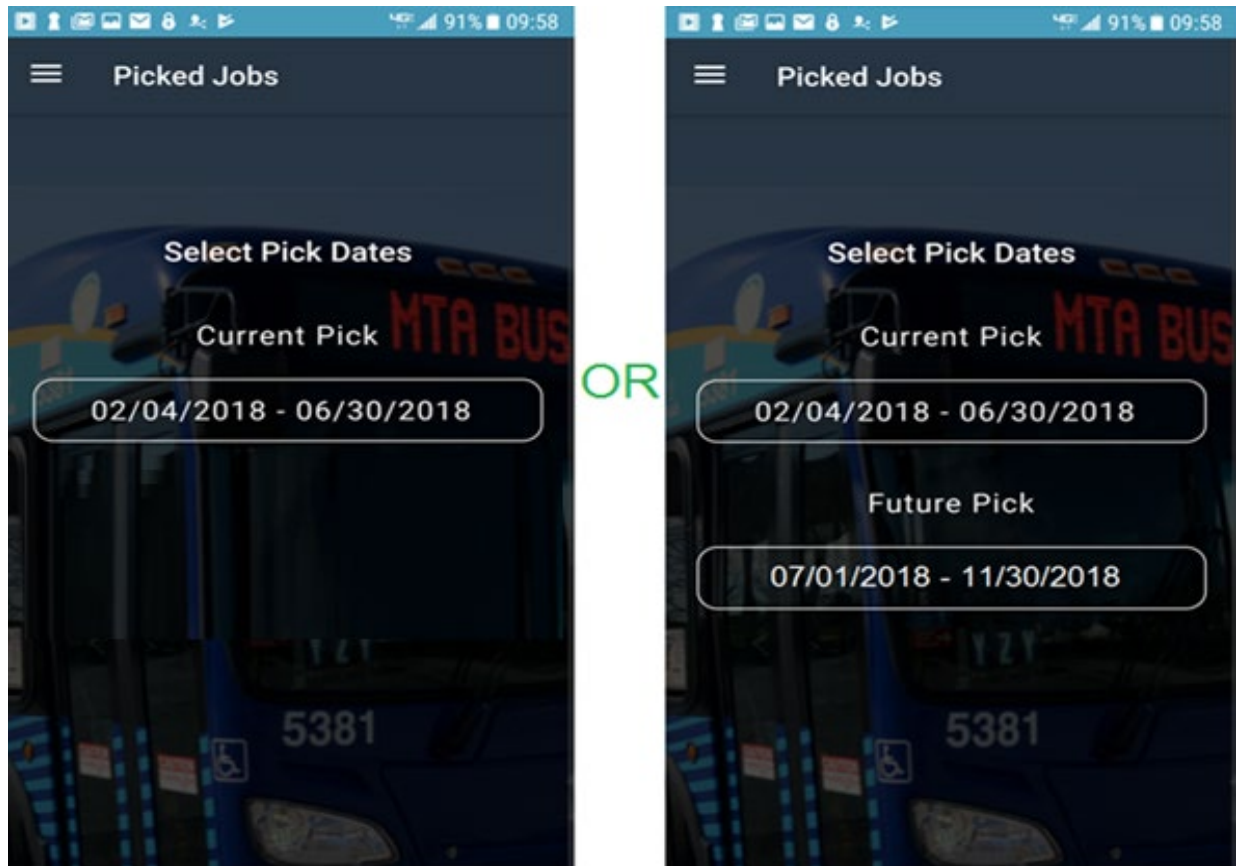 91% 09:58
Picked Jobs
Select Pick Dates
Current Pick
MTA BUS
02/04/2018 - 06/30/2018
5381
OR
91% 09:58
Picked Jobs
Select Pick Dates
Current Pick
MTA BUS
02/04/2018 - 06/30/2018
Future Pick
07/01/2018 - 11/30/2018
5381